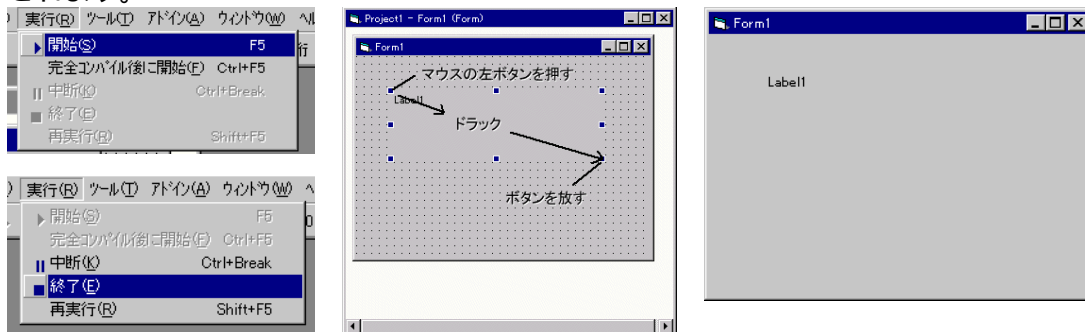 ) 実行(R) ツール(T) アドイン(A) ウィンドウ(W) ヘル
開始(S) F5
完全コンパイル後に開始(F) Ctrl+F5
中断(K) Ctrl+Break
終了(E)
再実行(R) Shift+F5
行
) 実行(R) ツール(T) アドイン(A) ウィンドウ(W) ヘ
開始(S) F5
完全コンパイル後に開始(F) Ctrl+F5
中断(K) Ctrl+Break
終了(E)
再実行(R) Shift+F5
Project1 - Form1 (Form)
Form1
マウスの左ボタンを押す
Label1
ドラック
ボタンを放す
Form1
Label1